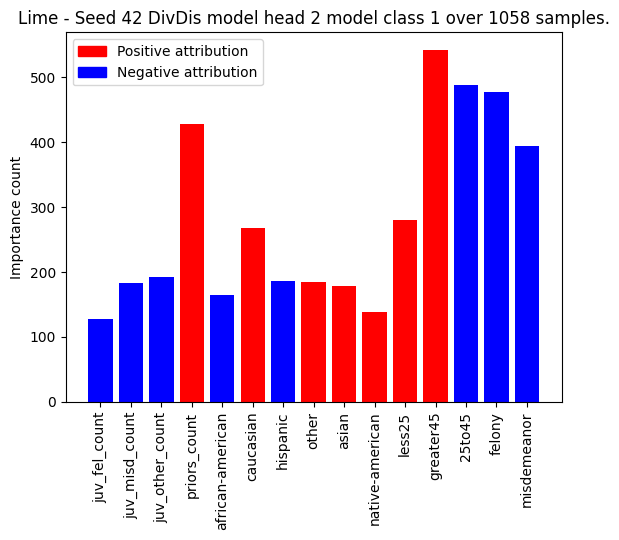 Lime - Seed 42 DivDis model head 2 model class 1 over 1058 samples.
Positive attribution
Negative attribution
Importance count
500
400
300
200
100
0
juv_fel_count
juv_misd_count
juv_other_count
priors_count
african-american
caucasian
hispanic
other
asian
native-american
less25
greater45
25to45
felony
misdemeanor